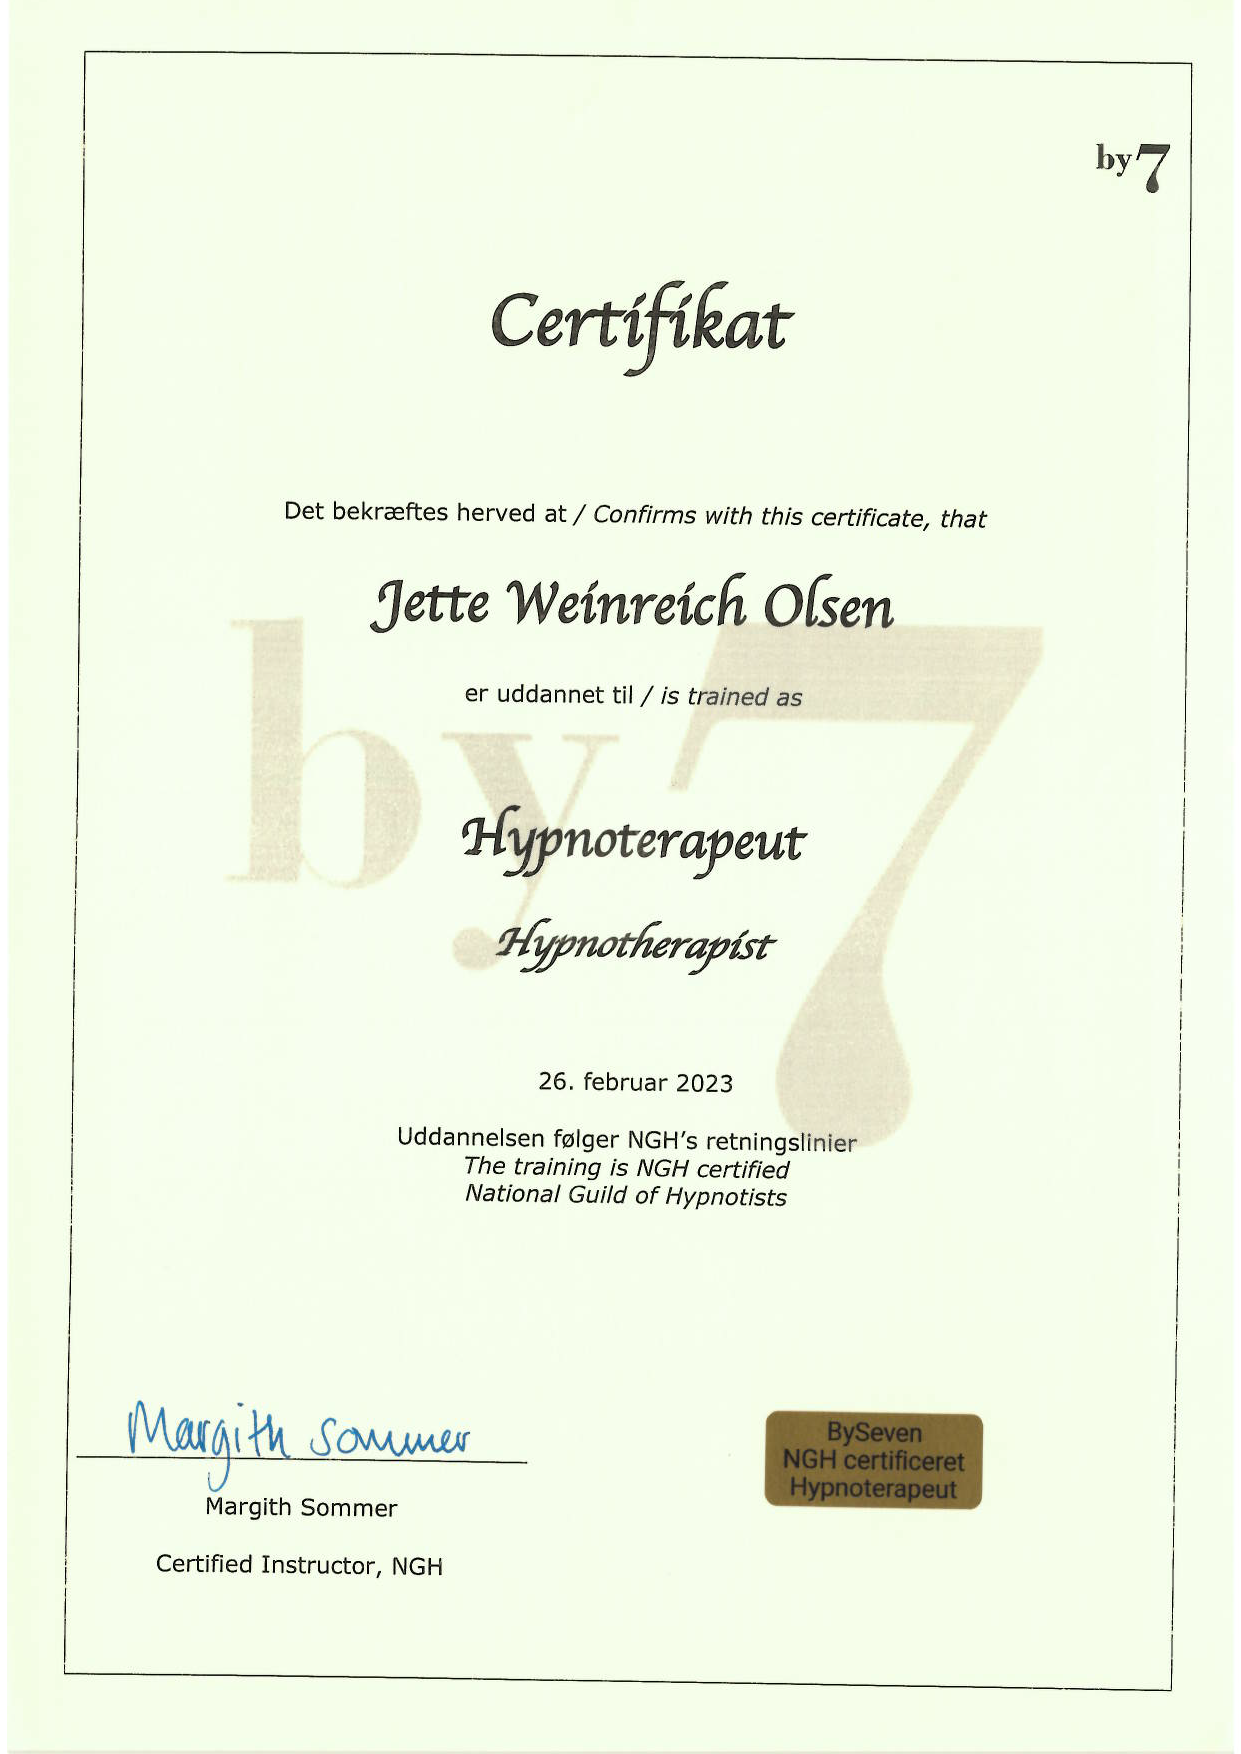 by7
Certifikat
Det bekræftes herved at / Confirms with this certificate, that
Jette Weinreich Olsen
er uddannet til / is trained as
by7
Hypnoterapeut
Hypnotherapist
26. februar 2023
Uddannelsen følger NGH's retningslinier
The training is NGH certified
National Guild of Hypnotists
Margith Sommer
Margith Sommer
Certified Instructor, NGH
BySeven
NGH certificeret
Hypnoterapeut